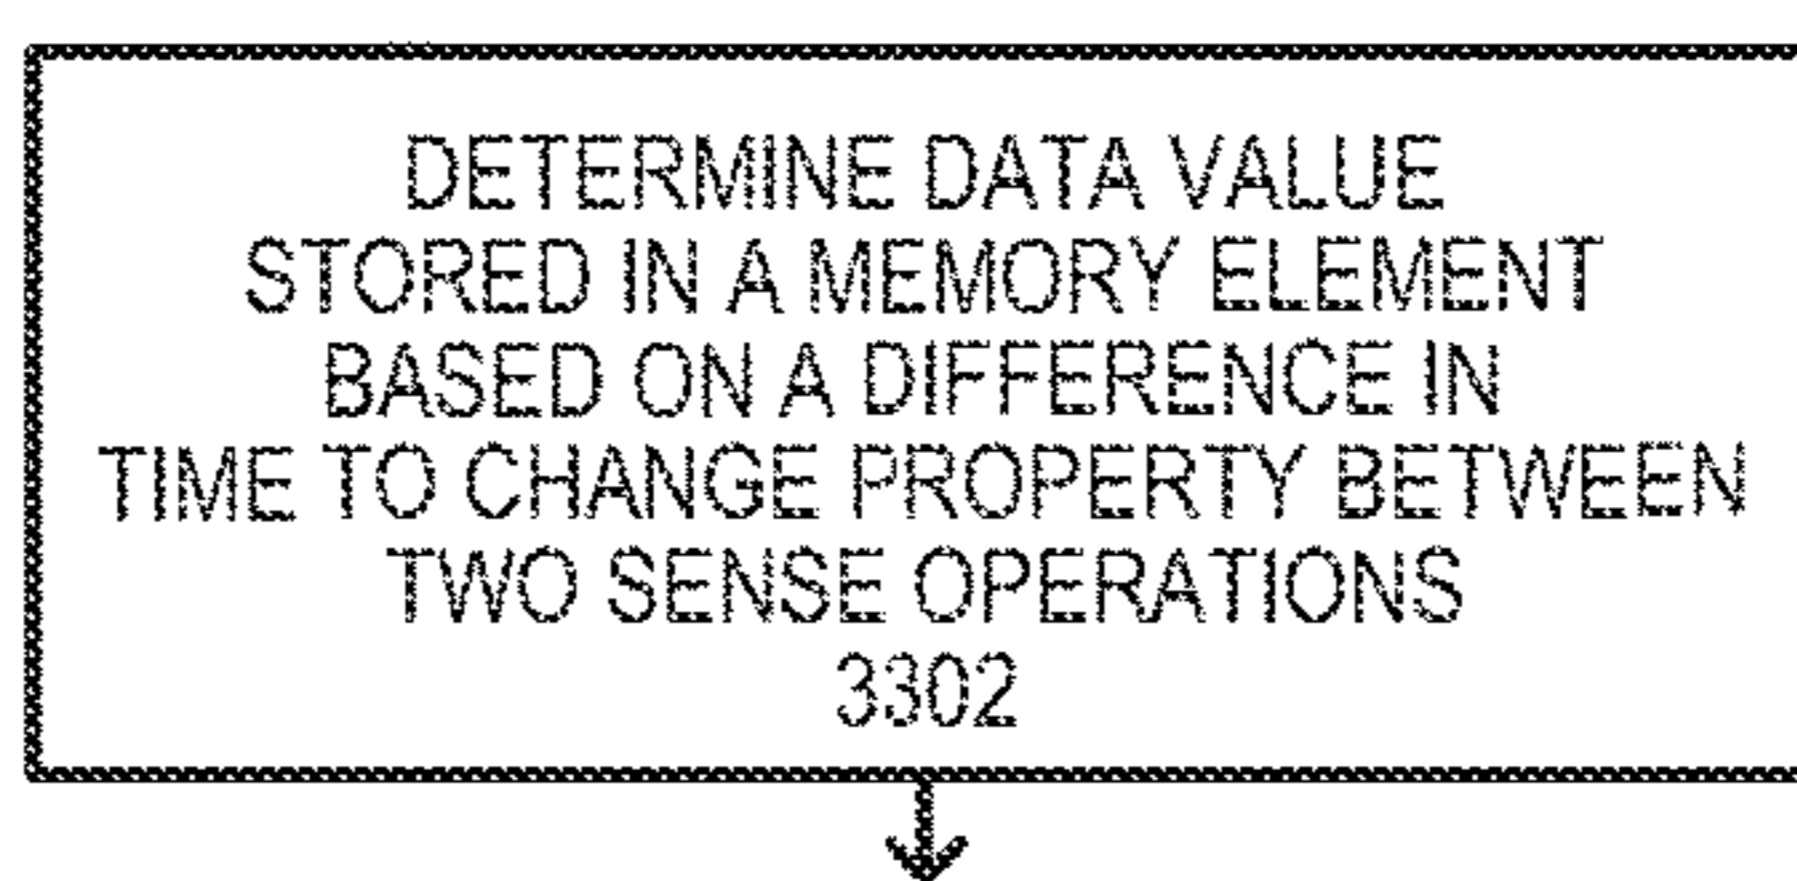 DETERMINE DATA VALUE
STORED IN A MEMORY ELEMENT
BASED ON A DIFFERENCE IN
TIME TO CHANGE PROPERTY BETWEEN
TWO SENSE OPERATIONS
3302